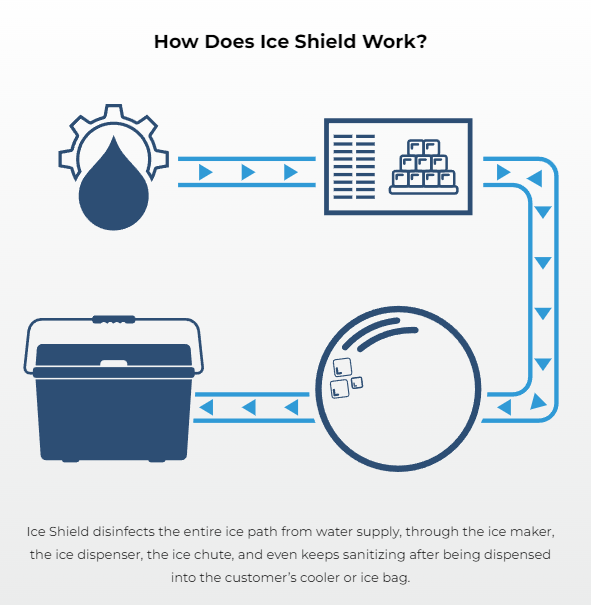 How Does Ice Shield Work?
Ice Shield disinfects the entire ice path from water supply, through the ice maker,
the ice dispenser, the ice chute, and even keeps sanitizing after being dispensed
into the customer’s cooler or ice bag.